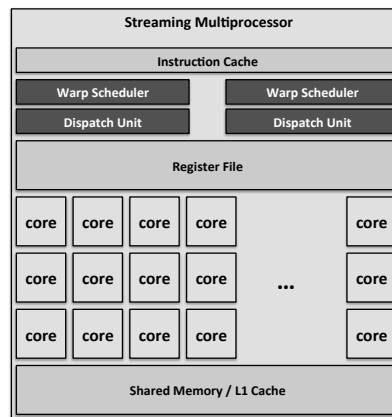 Streaming Multiprocessor
Instruction Cache
Warp Scheduler Warp Scheduler
Dispatch Unit Dispatch Unit
Register File
core core core core core
core core core core ... core
core core core core core
Shared Memory / L1 Cache